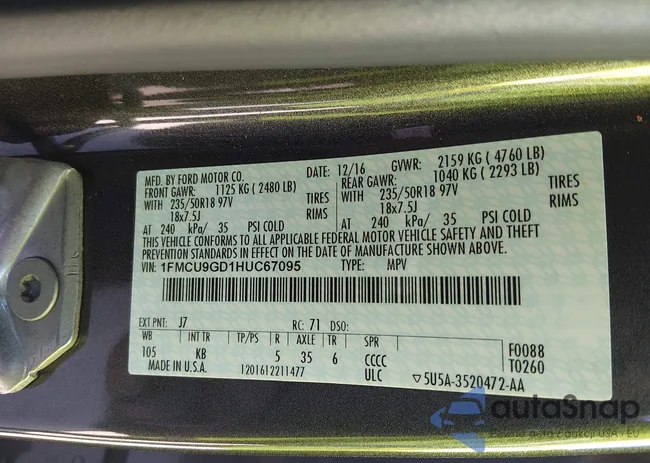 MFD. BY FORD MOTOR CO.
DATE: 12/16 GVWR: 2159 KG ( 4760 LB)
FRONT GAWR: 1125 KG ( 2480 LB)
REAR GAWR: 1040 KG ( 2293 LB)
WITH 235/50R18 97V TIRES
WITH 235/50R18 97V TIRES
18x7.5J RIMS
18x7.5J RIMS
AT 240 kPa/ 35 PSI COLD
AT 240 kPa/ 35 PSI COLD
THIS VEHICLE CONFORMS TO ALL APPLICABLE FEDERAL MOTOR VEHICLE SAFETY AND THEFT
PREVENTION STANDARDS IN EFFECT ON THE DATE OF MANUFACTURE SHOWN ABOVE.
VIN: 1FMCU9GD1HUC67095 TYPE: MPV
EXT PNT: J7 RC: 71 DSO:
WB INT TR TP/PS R AXLE TR SPR
105 KB 5 35 6 CCCC
F0088
T0260
MADE IN U.S.A. 1201612211477 ULC
▽5U5A-3520472-AA
autoSnap